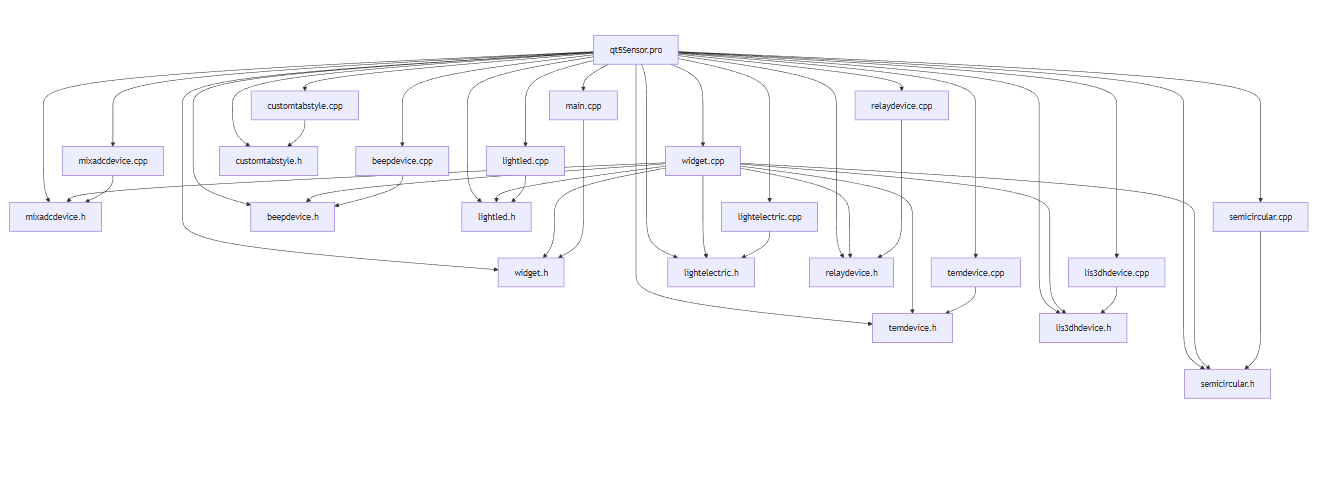 qt5Sensor.pro
customtabstyle.cpp
main.cpp
relaydevice.cpp
mixadcdevice.cpp
customtabstyle.h
beepdevice.cpp
lightled.cpp
widget.cpp
mixadcdevice.h
beepdevice.h
lightled.h
lightelectric.cpp
semicircular.cpp
widget.h
lightelectric.h
relaydevice.h
temdevice.cpp
lis3dhdevice.cpp
temdevice.h
lis3dhdevice.h
semicircular.h